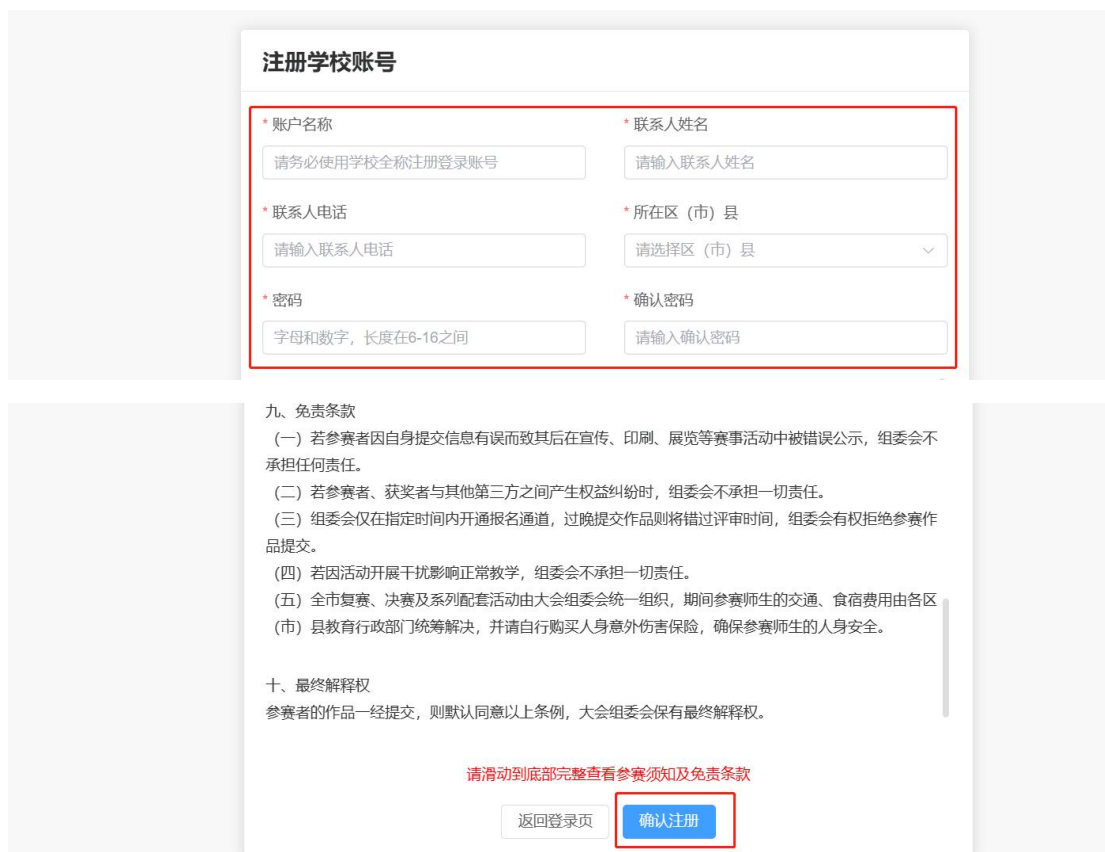 注册学校账号
* 账户名称
* 联系人姓名
请务必使用学校全称注册登录账号
请输入联系人姓名
* 联系人电话
* 所在区（市）县
请输入联系人电话
请选择区（市）县
* 密码
* 确认密码
字母和数字，长度在6-16之间
请输入确认密码
九、免责条款
（一）若参赛者因自身提交信息有误而致其后在宣传、印刷、展览等赛事活动中被错误公示，组委会不
承担任何责任。
（二）若参赛者、获奖者与其他第三方之间产生权益纠纷时，组委会不承担一切责任。
（三）组委会仅在指定时间内开通报名通道，过晚提交作品则将错过评审时间，组委会有权拒绝参赛作
品提交。
（四）若因活动开展干扰影响正常教学，组委会不承担一切责任。
（五）全市复赛、决赛及系列配套活动由大会组委会统一组织，期间参赛师生的交通、食宿费用由各区
（市）县教育行政部门统筹解决，并请自行购买人身意外伤害保险，确保参赛师生的人身安全。
十、最终解释权
参赛者的作品一经提交，则默认同意以上条例，大会组委会保有最终解释权。
请滑动到底部完整查看参赛须知及免责条款
返回登录页
确认注册